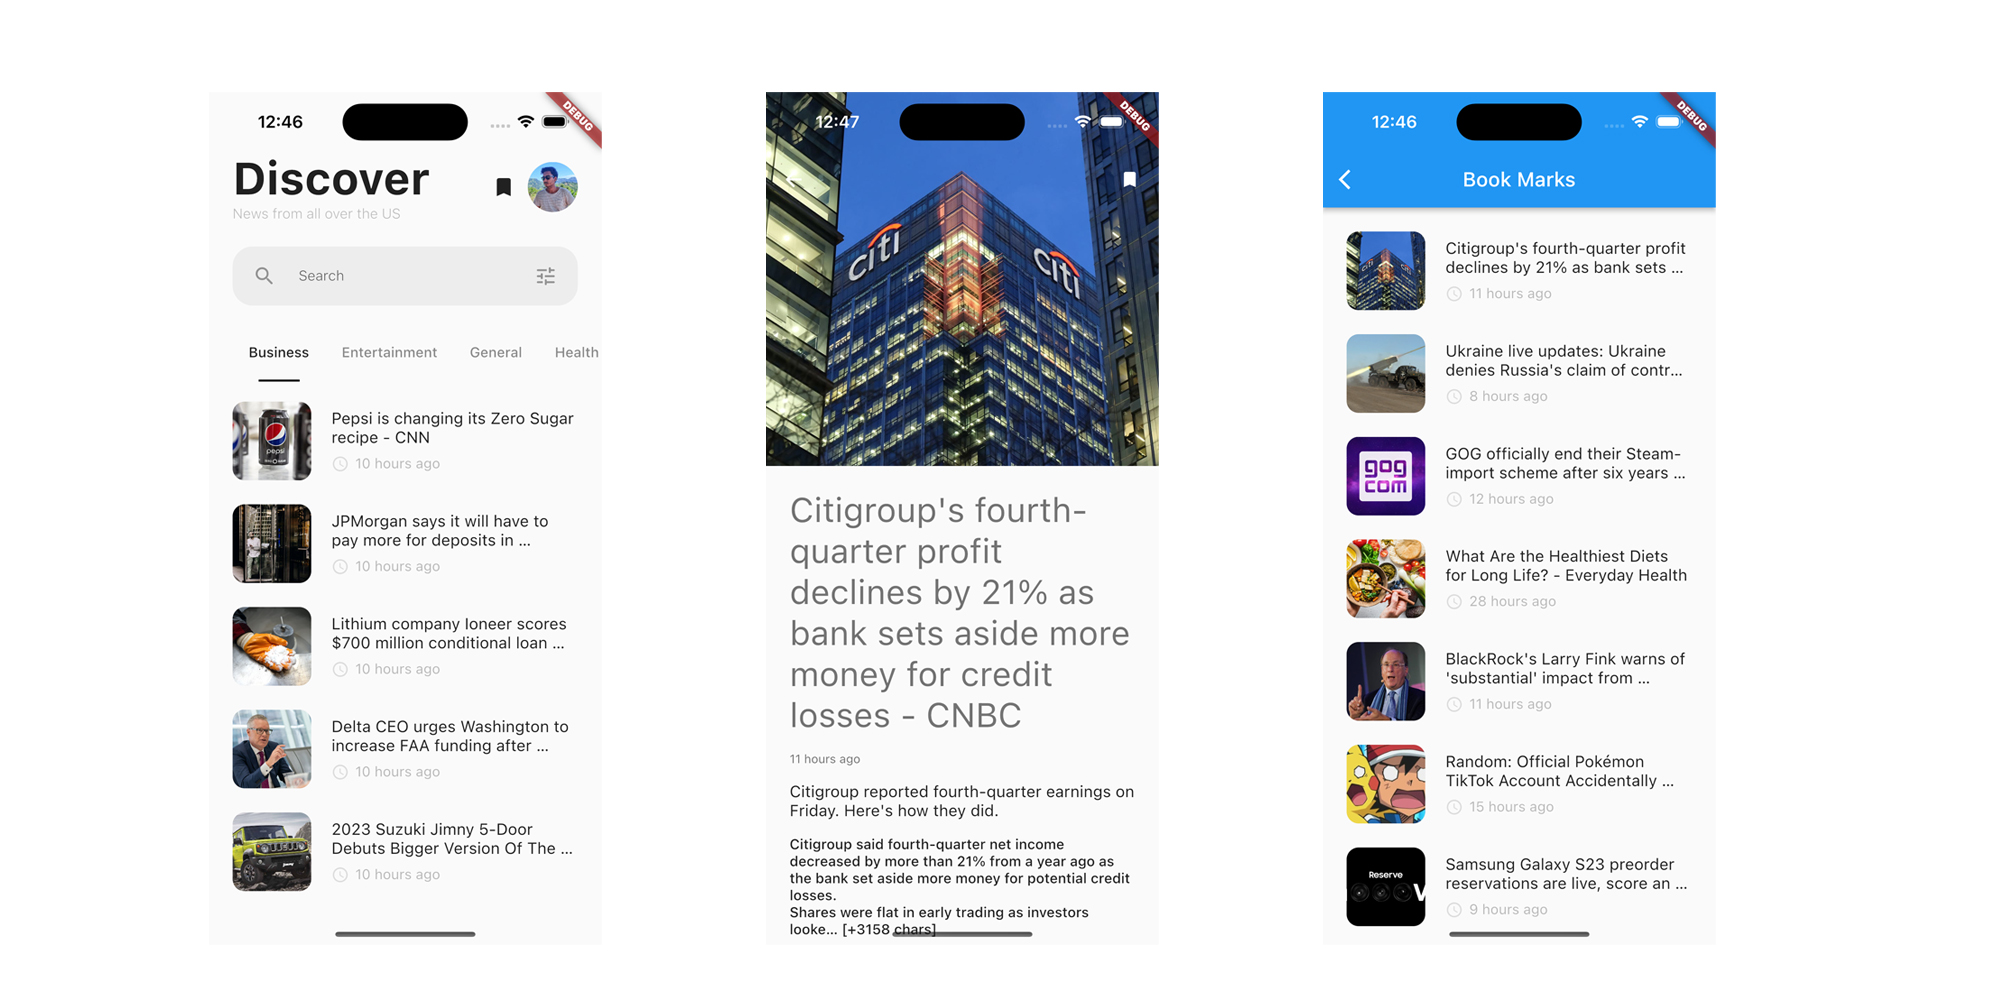 12:46
DEBUG
Discover
News from all over the US
Search
Business Entertainment General Health
pepsi
Pepsi is changing its Zero Sugar
recipe - CNN
10 hours ago
JPMorgan says it will have to
pay more for deposits in ...
10 hours ago
Lithium company Ioneer scores
$700 million conditional loan ...
10 hours ago
Delta CEO urges Washington to
increase FAA funding after ...
10 hours ago
2023 Suzuki Jimny 5-Door
Debuts Bigger Version Of The ...
10 hours ago
12:47
DEBUG
citi
citi
Citigroup's fourth-
quarter profit
declines by 21% as
bank sets aside more
money for credit
losses - CNBC
11 hours ago
Citigroup reported fourth-quarter earnings on
Friday. Here's how they did.
Citigroup said fourth-quarter net income
decreased by more than 21% from a year ago as
the bank set aside more money for potential credit
losses.
Shares were flat in early trading as investors
looke... [+3158 chars]
12:46
DEBUG
Book Marks
Citigroup's fourth-quarter profit
declines by 21% as bank sets ...
11 hours ago
Ukraine live updates: Ukraine
denies Russia's claim of contr...
8 hours ago
gog
com
GOG officially end their Steam-
import scheme after six years ...
12 hours ago
What Are the Healthiest Diets
for Long Life? - Everyday Health
28 hours ago
BlackRock's Larry Fink warns of
'substantial' impact from ...
11 hours ago
Random: Official Pokémon
TikTok Account Accidentally ...
15 hours ago
Reserve
Samsung Galaxy S23 preorder
reservations are live, score an ...
9 hours ago